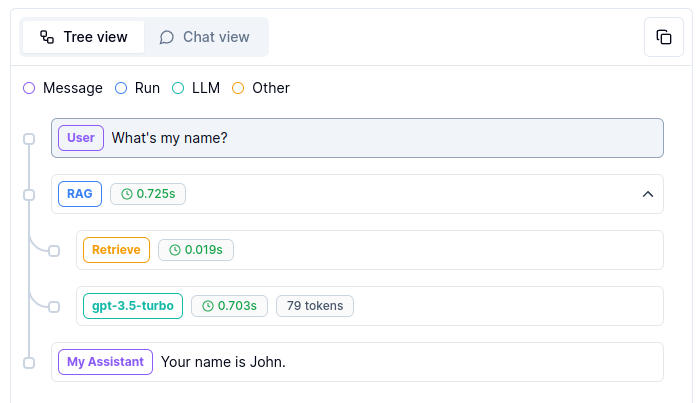 Tree view Chat view
Message Run LLM Other
User What's my name?
RAG 0.725s
Retrieve 0.019s
gpt-3.5-turbo 0.703s 79 tokens
My Assistant Your name is John.